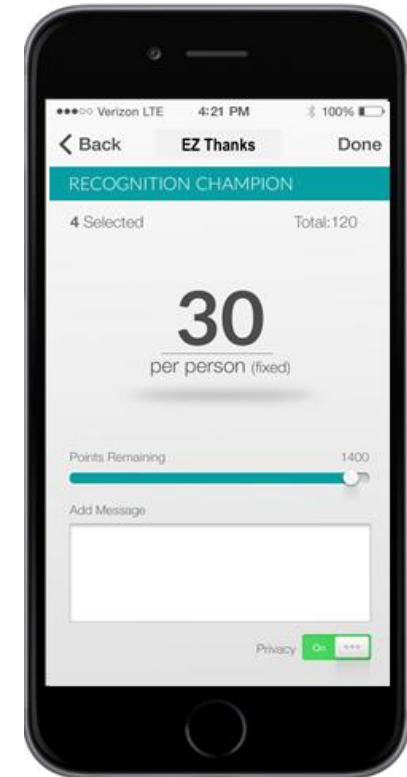 Verizon LTE 4:21 PM 100%
Back EZ Thanks Done
RECOGNITION CHAMPION
4 Selected Total:120
30
per person (fixed)
Points Remaining 1400
Add Message
Privacy On